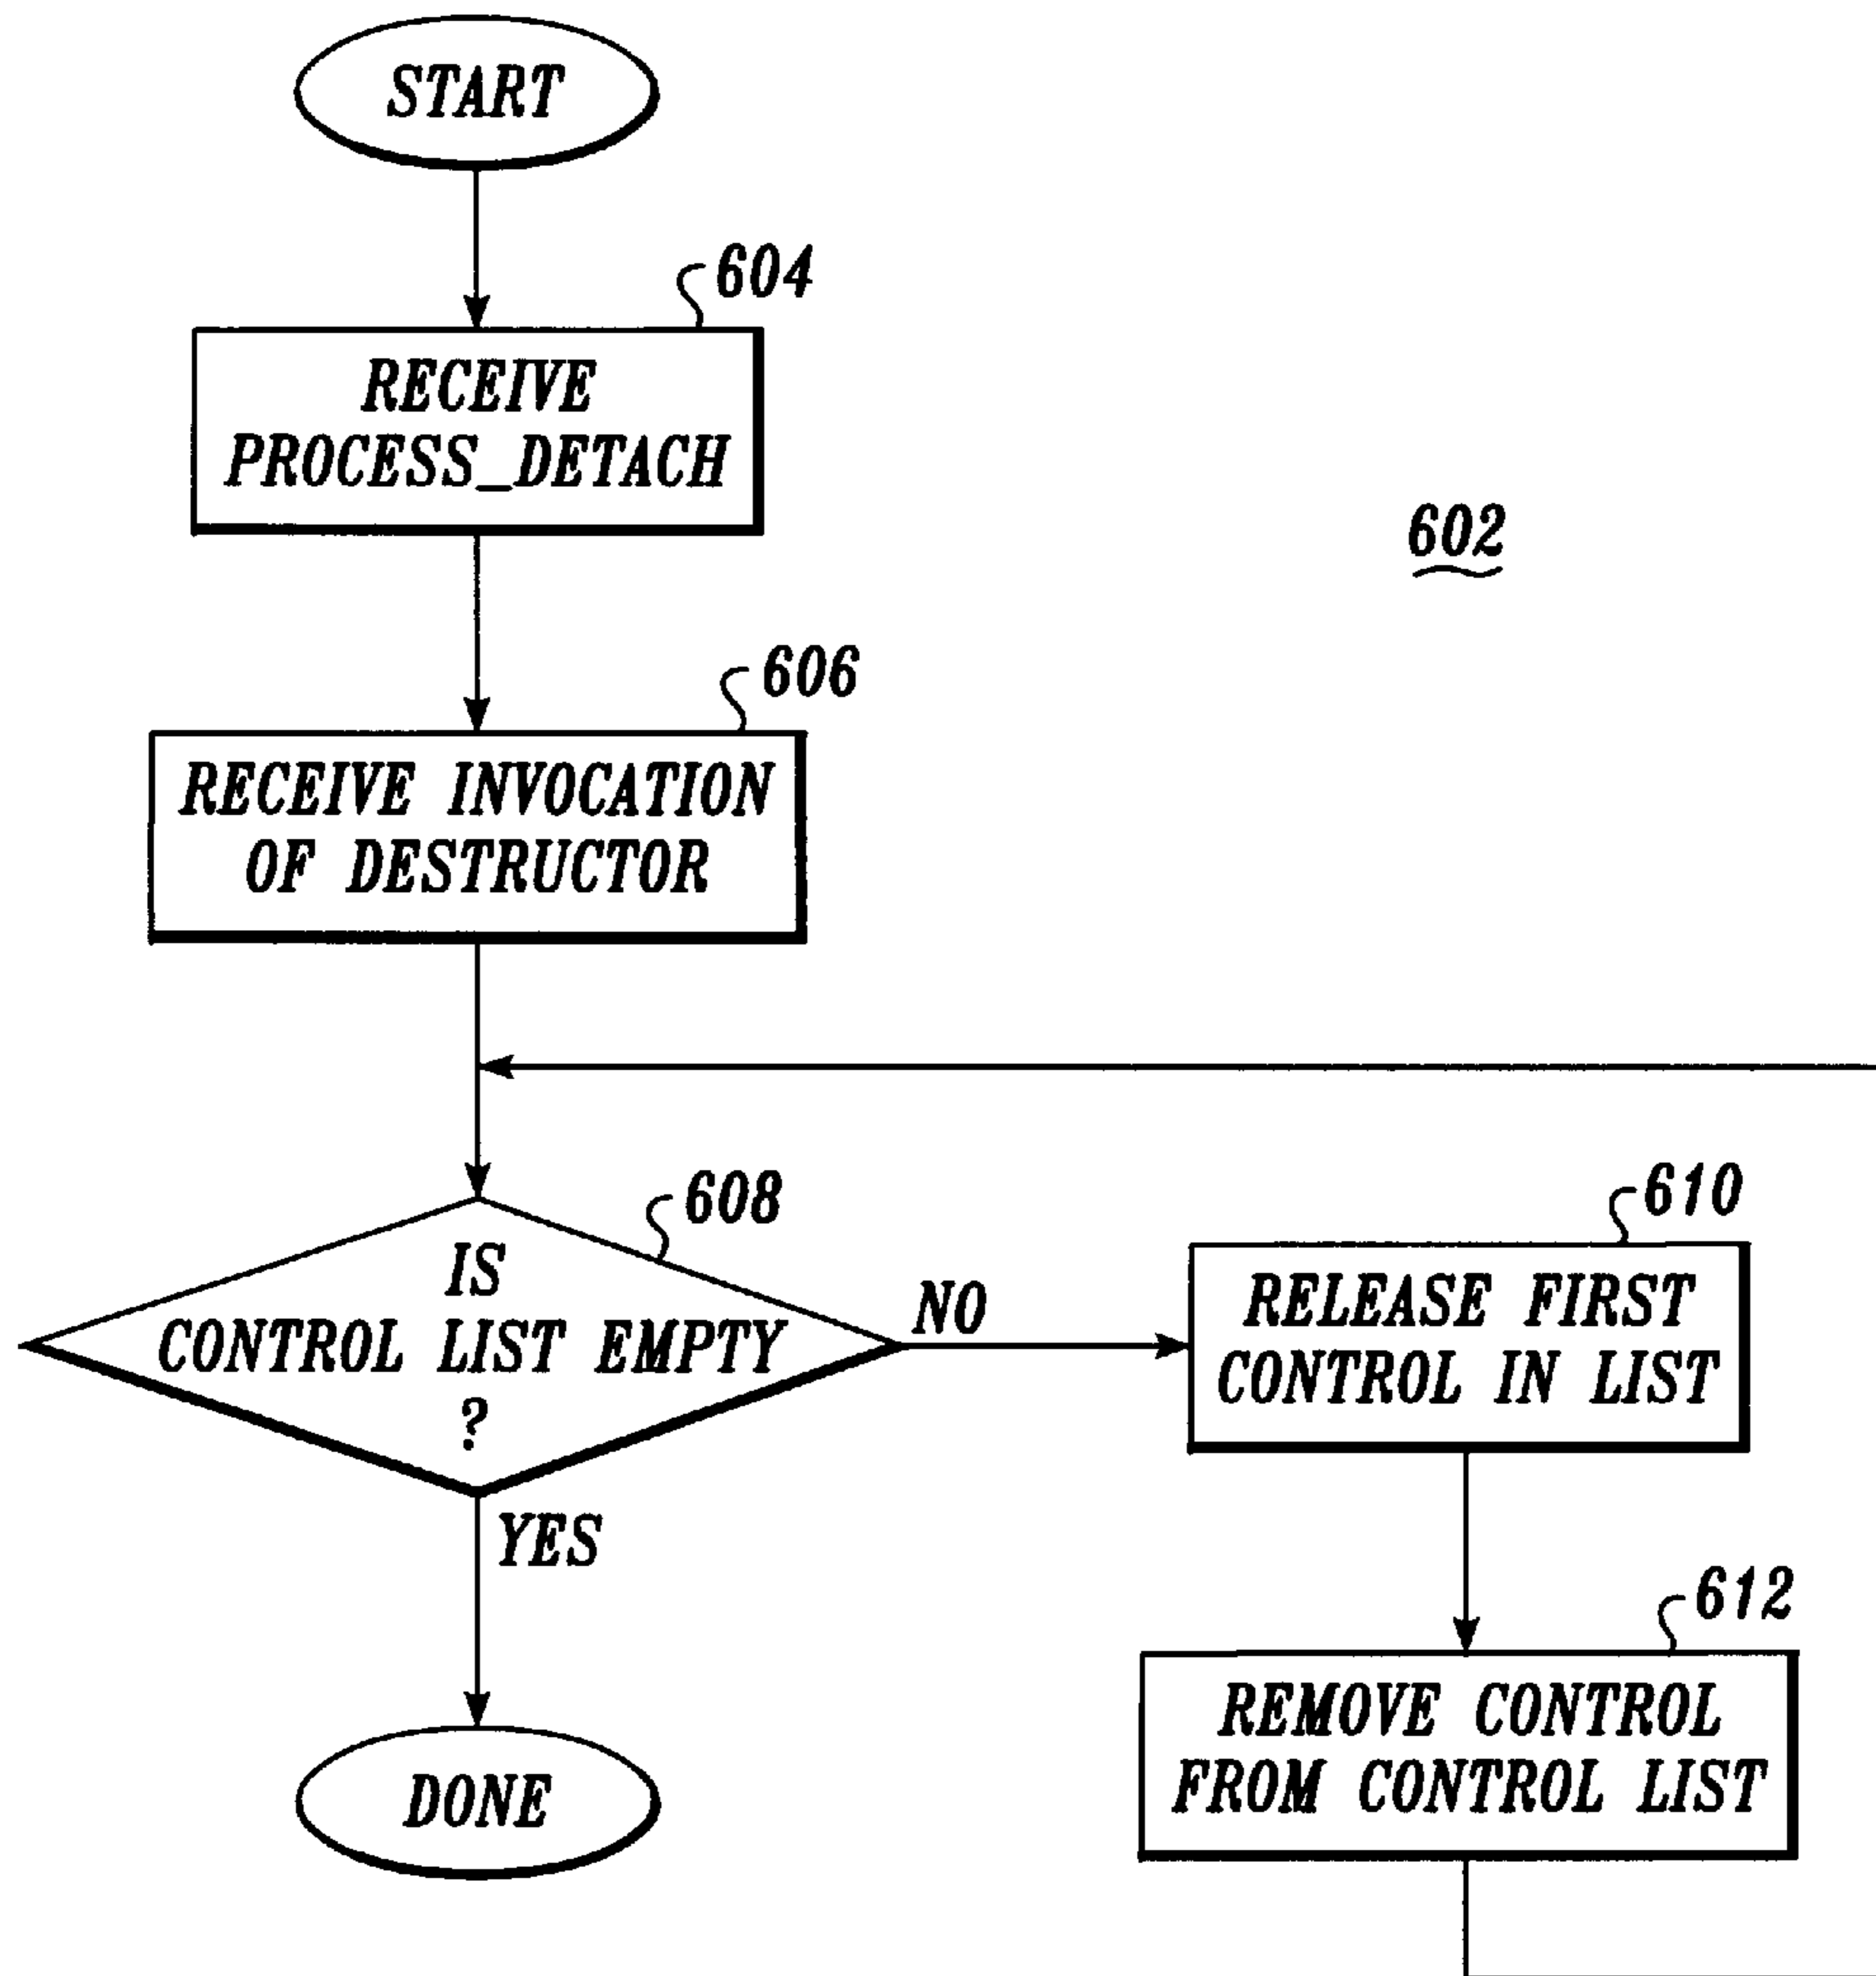 START
604
RECEIVE
PROCESS_DETACH
602
606
RECEIVE INVOCATION
OF DESTRUCTOR
608
IS
CONTROL LIST EMPTY
?
NO
610
RELEASE FIRST
CONTROL IN LIST
YES
612
REMOVE CONTROL
FROM CONTROL LIST
DONE